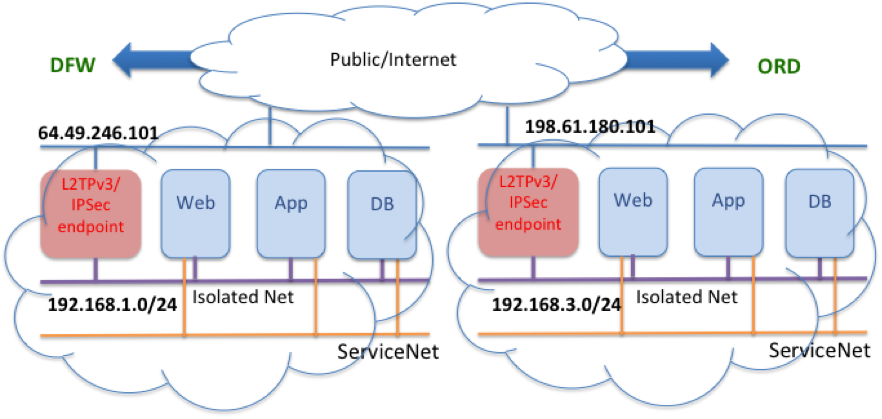 Public/Internet
DFW
ORD
64.49.246.101
198.61.180.101
L2TPv3/
IPSec
endpoint
Web
App
DB
L2TPv3/
IPSec
endpoint
Web
App
DB
192.168.1.0/24
Isolated Net
192.168.3.0/24
Isolated Net
ServiceNet
ServiceNet